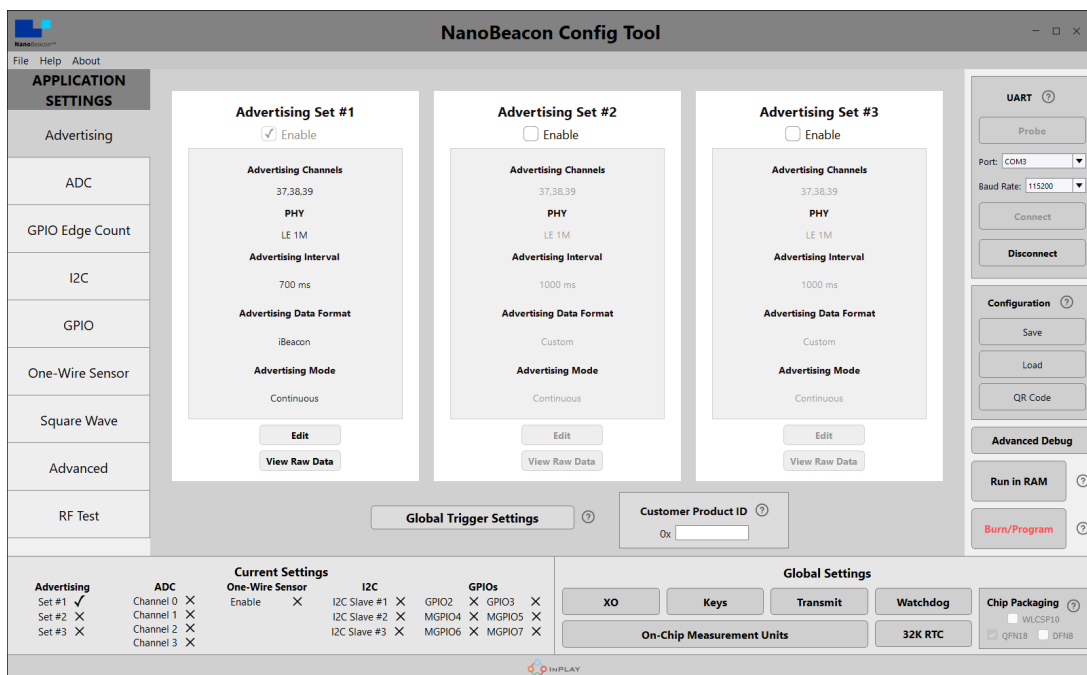 NanoBeacon Config Tool
NanoBeacon™
File Help About
APPLICATION
SETTINGS
Advertising
ADC
GPIO Edge Count
I2C
GPIO
One-Wire Sensor
Square Wave
Advanced
RF Test
Advertising Set #1
Enable
Advertising Channels
37,38,39
PHY
LE 1M
Advertising Interval
700 ms
Advertising Data Format
iBeacon
Advertising Mode
Continuous
Edit
View Raw Data
Advertising Set #2
Enable
Advertising Channels
37,38,39
PHY
LE 1M
Advertising Interval
1000 ms
Advertising Data Format
Custom
Advertising Mode
Continuous
Edit
View Raw Data
Advertising Set #3
Enable
Advertising Channels
37,38,39
PHY
LE 1M
Advertising Interval
1000 ms
Advertising Data Format
Custom
Advertising Mode
Continuous
Edit
View Raw Data
Global Trigger Settings ?
Customer Product ID ?
0x
UART ?
Probe
Port: COM3
Baud Rate: 115200
Connect
Disconnect
Configuration ?
Save
Load
QR Code
Advanced Debug
Run in RAM ?
Burn/Program ?
Current Settings
Advertising
Set #1
Set #2
Set #3
ADC
Channel 0
Channel 1
Channel 2
Channel 3
One-Wire Sensor
Enable
I2C
I2C Slave #1
I2C Slave #2
I2C Slave #3
GPIOs
GPIO2 GPIO3
MGPIO4 MGPIO5
MGPIO6 MGPIO7
Global Settings
XO Keys Transmit Watchdog
On-Chip Measurement Units 32K RTC
Chip Packaging ?
WLCSP10
QFN18 DFN8
INPLAY